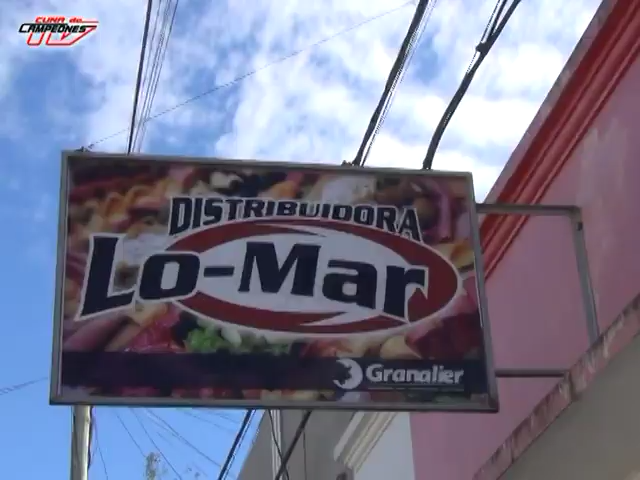 CUNA de
CAMPEONES
TV
DISTRIBUIDORA
Lo-Mar
Granalier